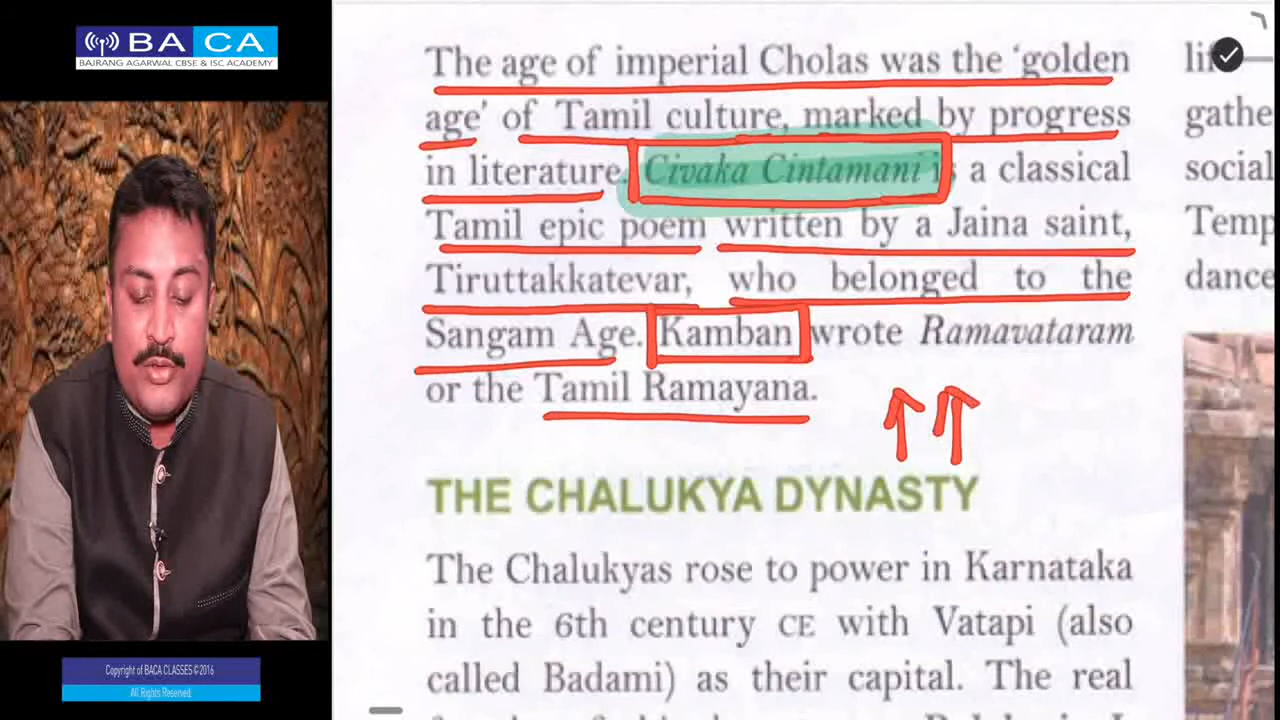 BA CA
BAJRANG AGARWAL CBSE & ISC ACADEMY
The age of imperial Cholas was the 'golden
age' of Tamil culture, marked by progress
in literature. Civaka Cintamani is a classical
Tamil epic poem written by a Jaina saint,
Tiruttakkatevar, who belonged to the
Sangam Age. Kamban wrote Ramavataram
or the Tamil Ramayana.
THE CHALUKYA DYNASTY
The Chalukyas rose to power in Karnataka
in the 6th century CE with Vatapi (also
called Badami) as their capital. The real
gathe
social
Temp
dance
Copyright of BACA CLASSES ©2016
All Rights Reserved.